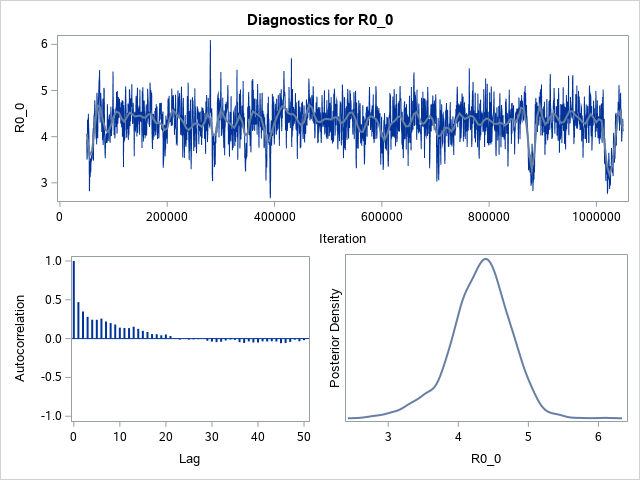 Diagnostics for R0_0
6
5
4
3
R0_0
0 200000 400000 600000 800000 1000000
Iteration
1.0
0.5
0.0
-0.5
-1.0
Autocorrelation
0 10 20 30 40 50
Lag
Posterior Density
3 4 5 6
R0_0